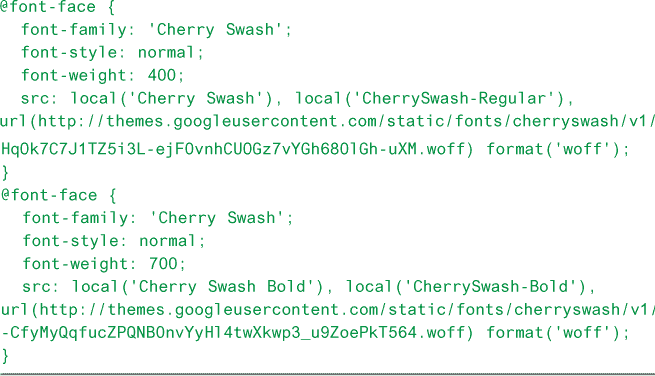 @font-face {
font-family: 'Cherry Swash';
font-style: normal;
font-weight: 400;
src: local('Cherry Swash'), local('CherrySwash-Regular'),
url(http://themes.googleusercontent.com/static/fonts/cherryswash/v1/
HqOk7C7J1TZ5i3L-ejF0vnhCUOGz7vYGh68OlGh-uXM.woff) format('woff');
}
@font-face {
font-family: 'Cherry Swash';
font-style: normal;
font-weight: 700;
src: local('Cherry Swash Bold'), local('CherrySwash-Bold'),
url(http://themes.googleusercontent.com/static/fonts/cherryswash/v1/
-CfyMyQqfucZPQNB0nvYyHl4twXkwp3_u9ZoePkT564.woff) format('woff');
}